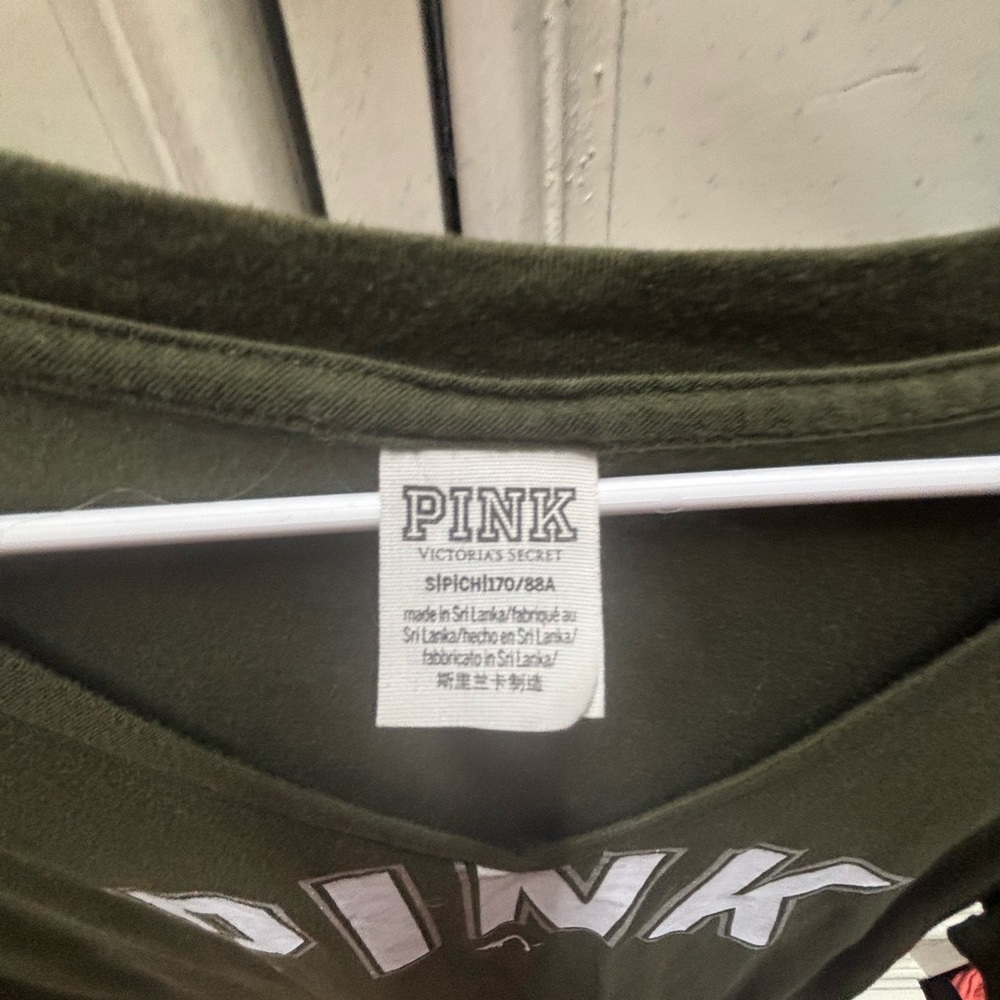 PINK
VICTORIA'S SECRET
S|P|CH|170/88A
made in Sri Lanka/fabriqué au
Sri Lanka/hecho en Sri Lanka/
fabbricato in Sri Lanka/
斯里兰卡制造
PINK